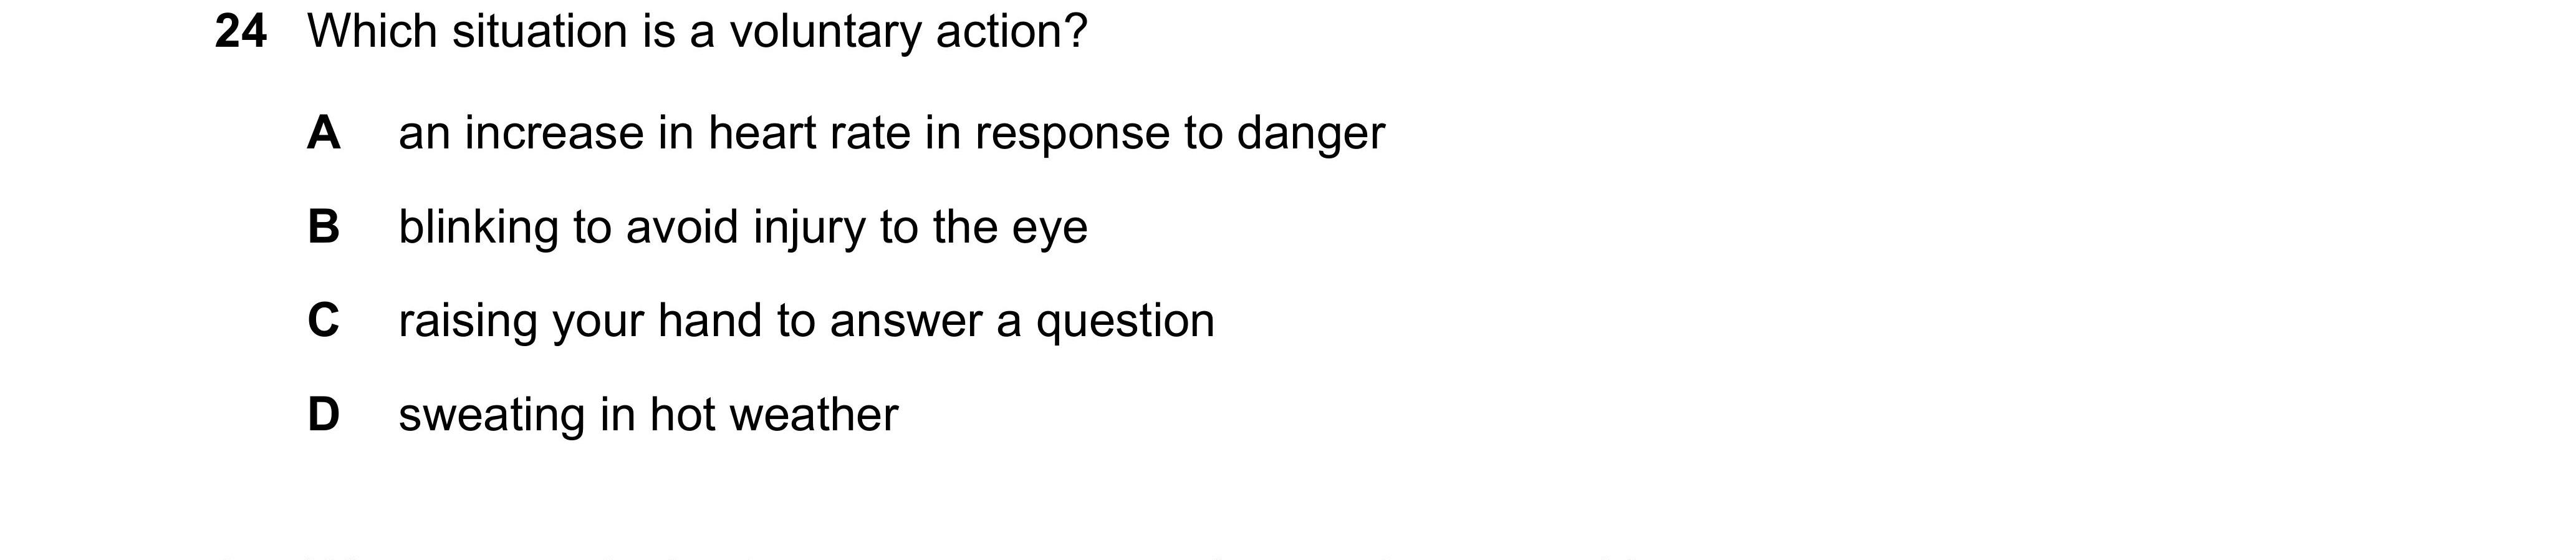 24 Which situation is a voluntary action?
A an increase in heart rate in response to danger
B blinking to avoid injury to the eye
C raising your hand to answer a question
D sweating in hot weather